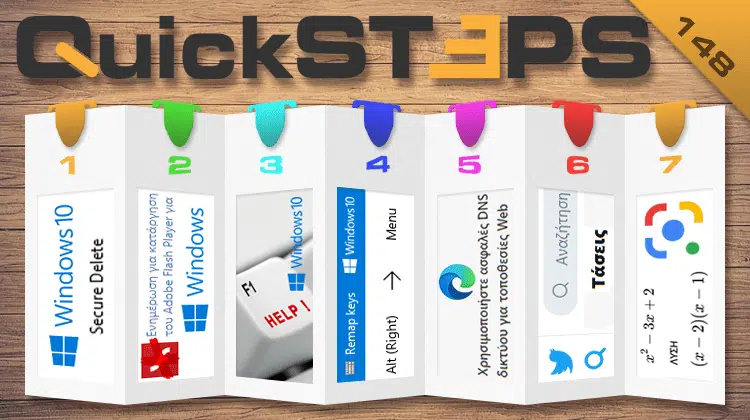 QuickSTEPS
148
1
Windows 10
Secure Delete
2
Ενημέρωση για κατάργηση
του Adobe Flash Player για
Windows
3
Windows 10
F1
HELP !
4
Remap keys
Windows 10
Alt (Right) → Menu
5
Χρησιμοποιήστε ασφαλές DNS
δικτύου για τοποθεσίες Web
6
Αναζήτηση
Τάσεις
7
x² − 3x + 2
ΛΥΣΗ
(x − 2)(x − 1)